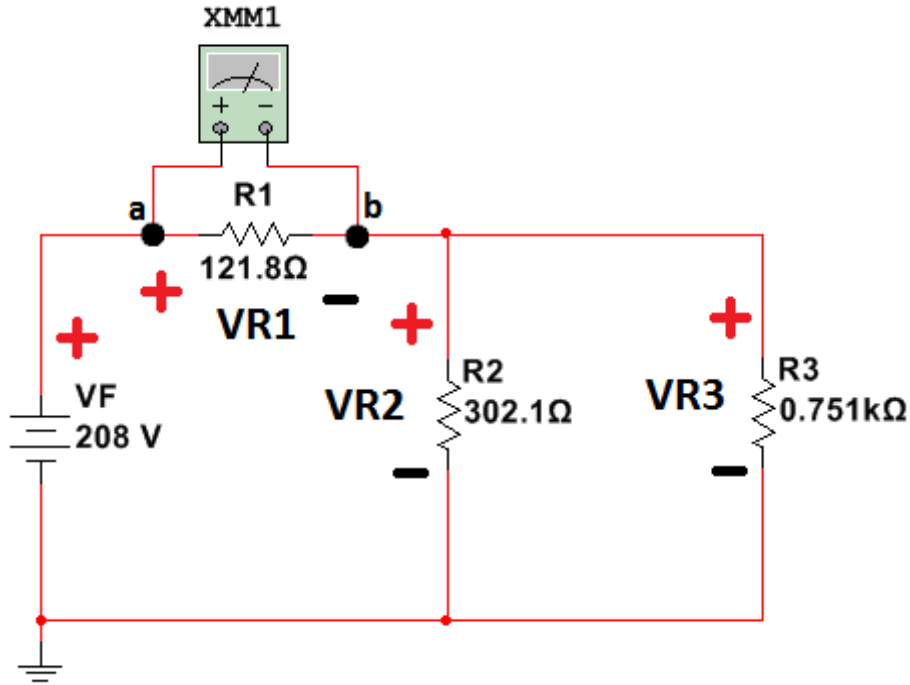 XMM1
+ −
R1
a b
121.8Ω
+ −
VR1
+ + +
VF
208 V
VR2
R2
302.1Ω
VR3
R3
0.751kΩ
− −